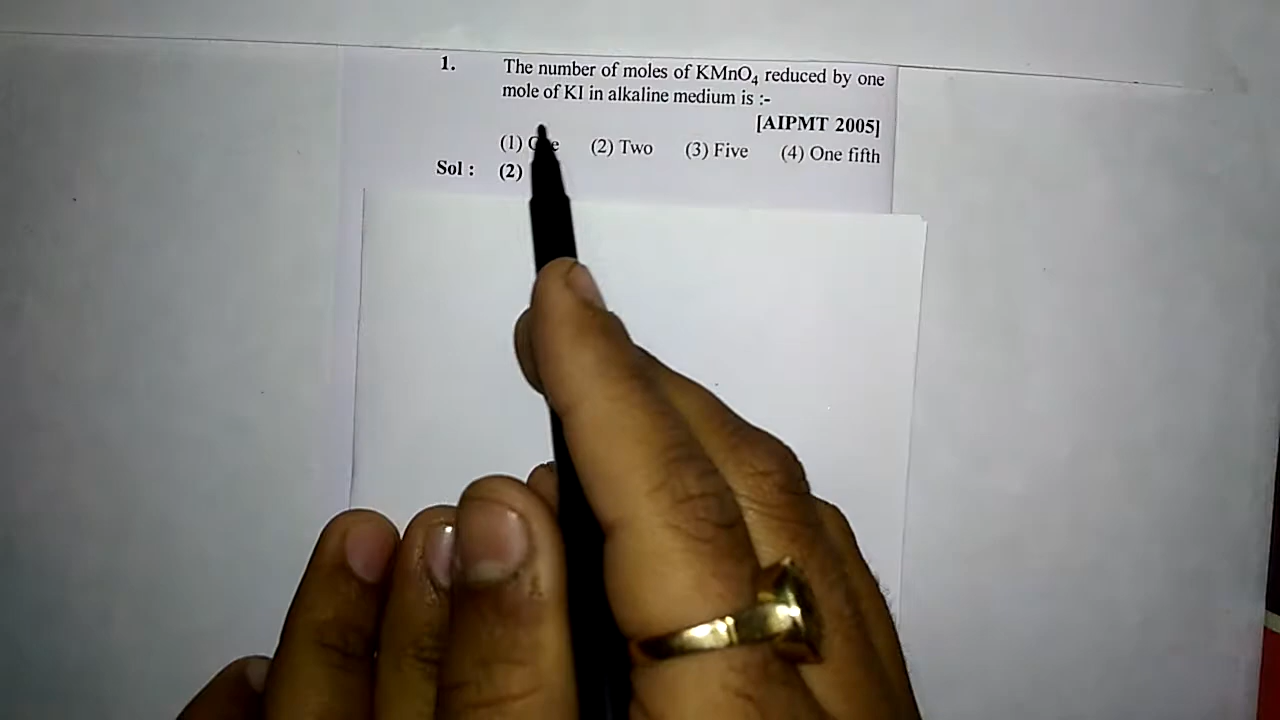 1. The number of moles of KMnO₄ reduced by one
mole of KI in alkaline medium is :-
[AIPMT 2005]
(1) (2) Two (3) Five (4) One fifth
Sol : (2)